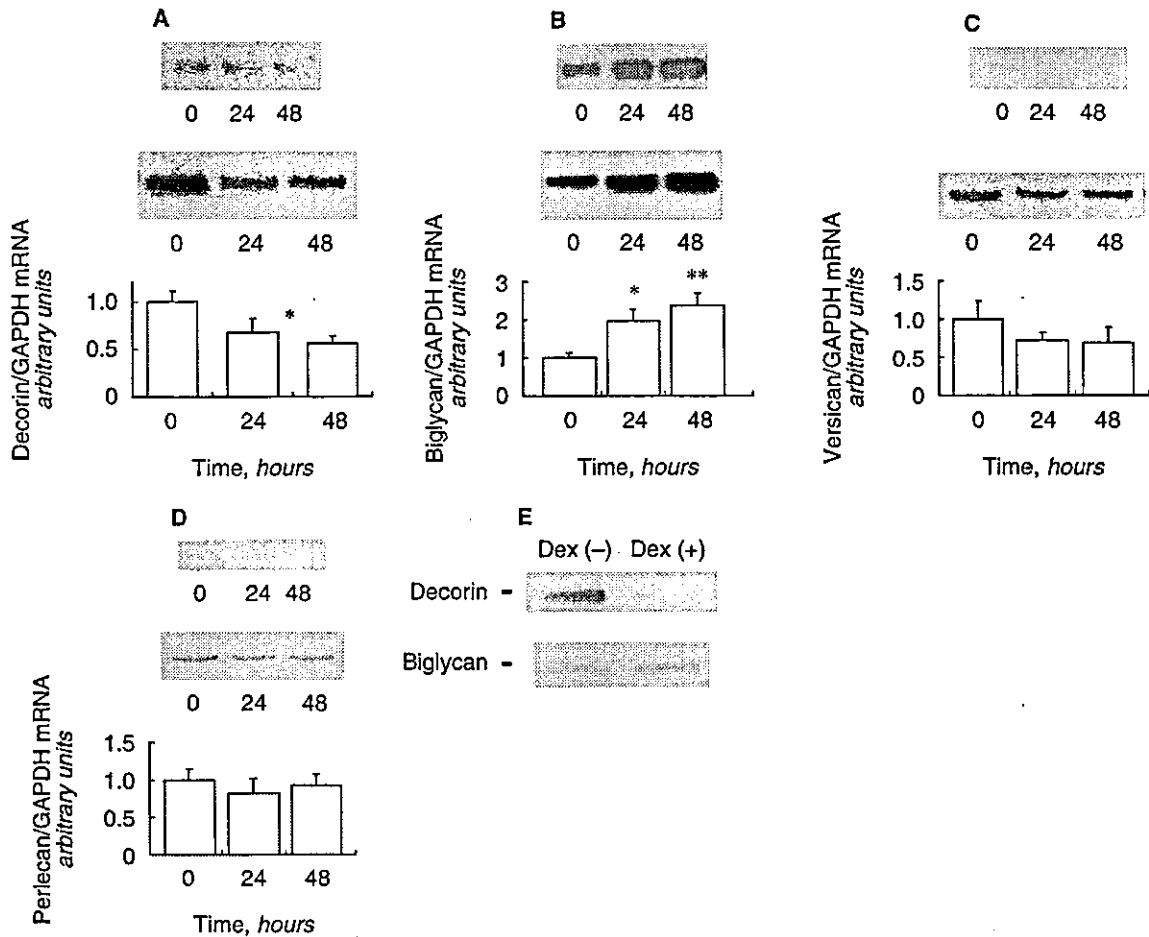 A
0 24 48
0 24 48
Decorin/GAPDH mRNA
arbitrary units
1.0
0.5
0
*
0 24 48
Time, hours
B
0 24 48
0 24 48
Biglycan/GAPDH mRNA
arbitrary units
3
2
1
0
*
**
0 24 48
Time, hours
C
0 24 48
0 24 48
Versican/GAPDH mRNA
arbitrary units
1.5
1.0
0.5
0
0 24 48
Time, hours
D
0 24 48
0 24 48
Perlecan/GAPDH mRNA
arbitrary units
1.5
1.0
0.5
0
0 24 48
Time, hours
E
Dex (–) Dex (+)
Decorin -
Biglycan -